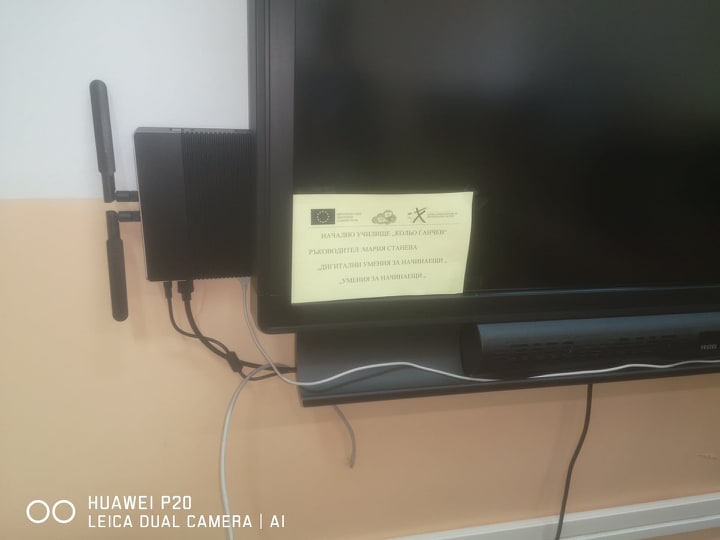 НАЧАЛНО УЧИЛИЩЕ „КОЛЬО ГАНЧЕВ"
РЪКОВОДИТЕЛ МАРИЯ СТАНЕВА
„ДИГИТАЛНИ УМЕНИЯ ЗА НАЧИНАЕЩИ „
„УМЕНИЯ ЗА НАЧИНАЕЩИ „
HUAWEI P20
LEICA DUAL CAMERA | AI